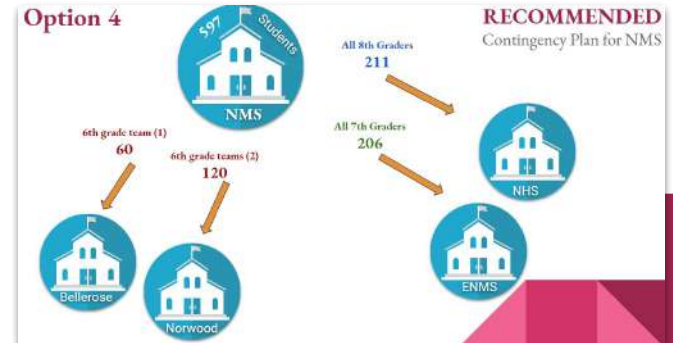 Option 4
597 Students
NMS
RECOMMENDED
Contingency Plan for NMS
All 8th Graders
211
All 7th Graders
206
6th grade team (1)
60
6th grade teams (2)
120
NHS
ENMS
Bellerose
Norwood